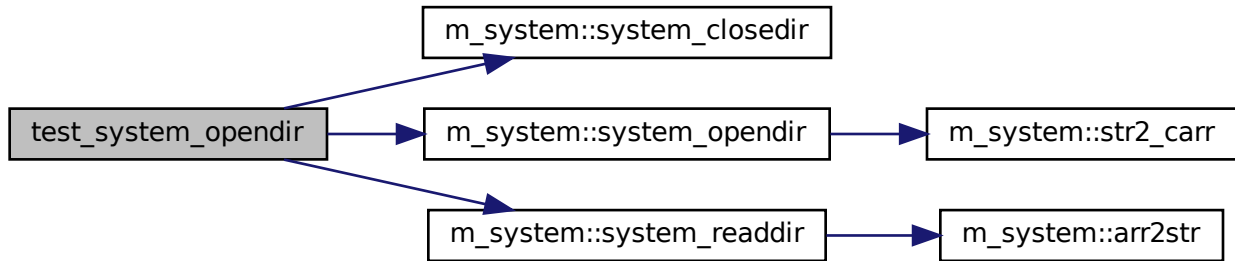 m_system::system_closedir
test_system_opendir
m_system::system_opendir
m_system::str2_carr
m_system::system_readdir
m_system::arr2str